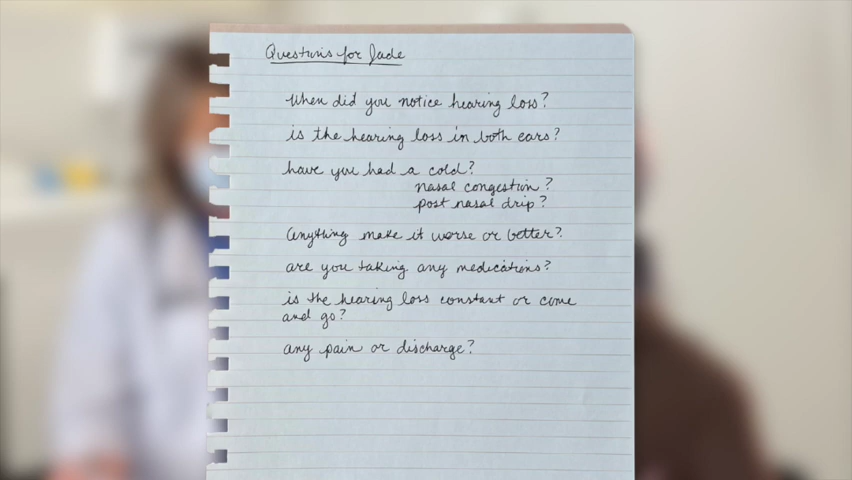 Questions for Jade
When did you notice hearing loss?
is the hearing loss in both ears?
have you had a cold?
nasal congestion?
post nasal drip?
Anything make it worse or better?
are you taking any medications?
is the hearing loss constant or come
and go?
any pain or discharge?